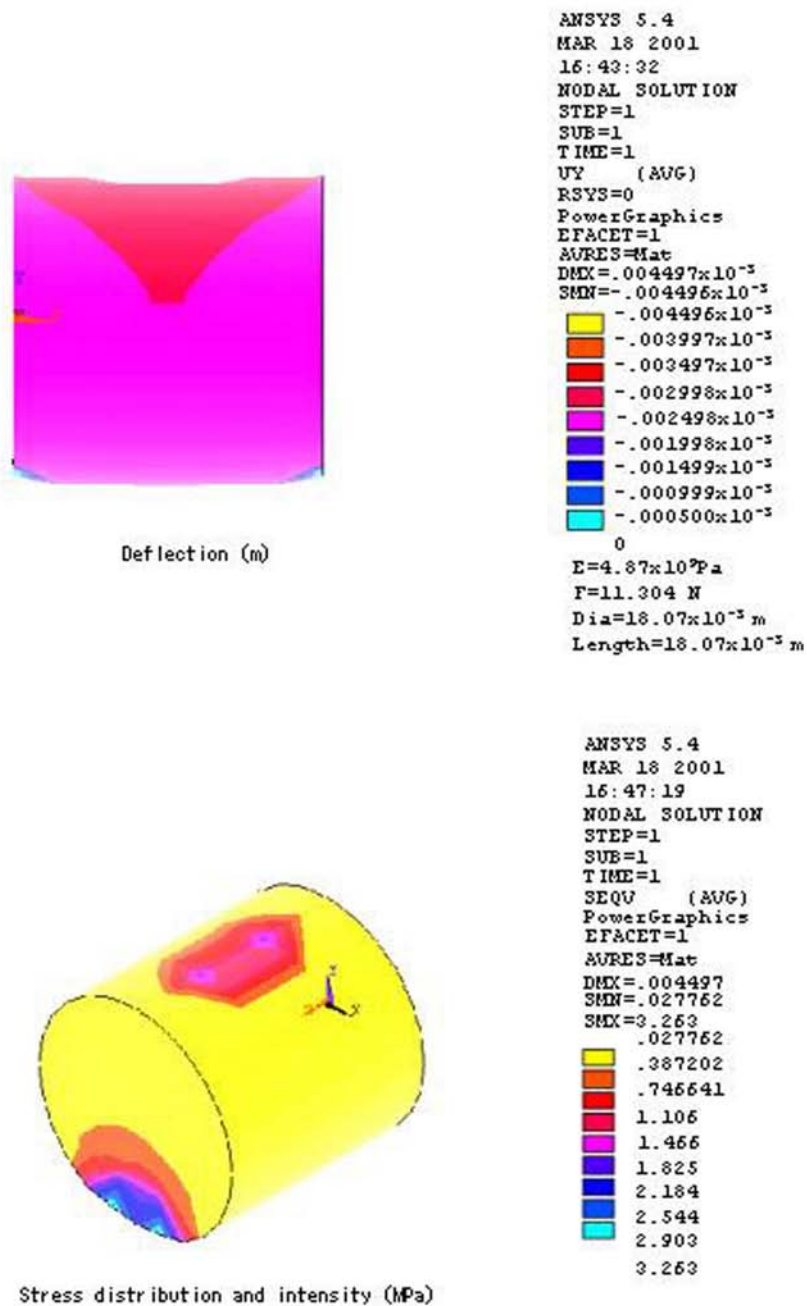 ANSYS 5.4
MAR 18 2001
16:43:32
NODAL SOLUTION
STEP=1
SUB=1
TIME=1
UY (AVG)
RSYS=0
PowerGraphics
EFACET=1
AVRES=Mat
DMX=.004497x10⁻³
SMN=-.004496x10⁻³
-.004496x10⁻³
-.003997x10⁻³
-.003497x10⁻³
-.002998x10⁻³
-.002498x10⁻³
-.001998x10⁻³
-.001499x10⁻³
-.000999x10⁻³
-.000500x10⁻³
0
E=4.87x10⁹Pa
F=11.304 N
Dia=18.07x10⁻³ m
Length=18.07x10⁻³ m
Deflection (m)
ANSYS 5.4
MAR 18 2001
16:47:19
NODAL SOLUTION
STEP=1
SUB=1
TIME=1
SEQV (AVG)
PowerGraphics
EFACET=1
AVRES=Mat
DMX=.004497
SMN=.027762
SMX=3.263
.027762
.387202
.746641
1.106
1.466
1.825
2.184
2.544
2.903
3.263
Stress distribution and intensity (MPa)